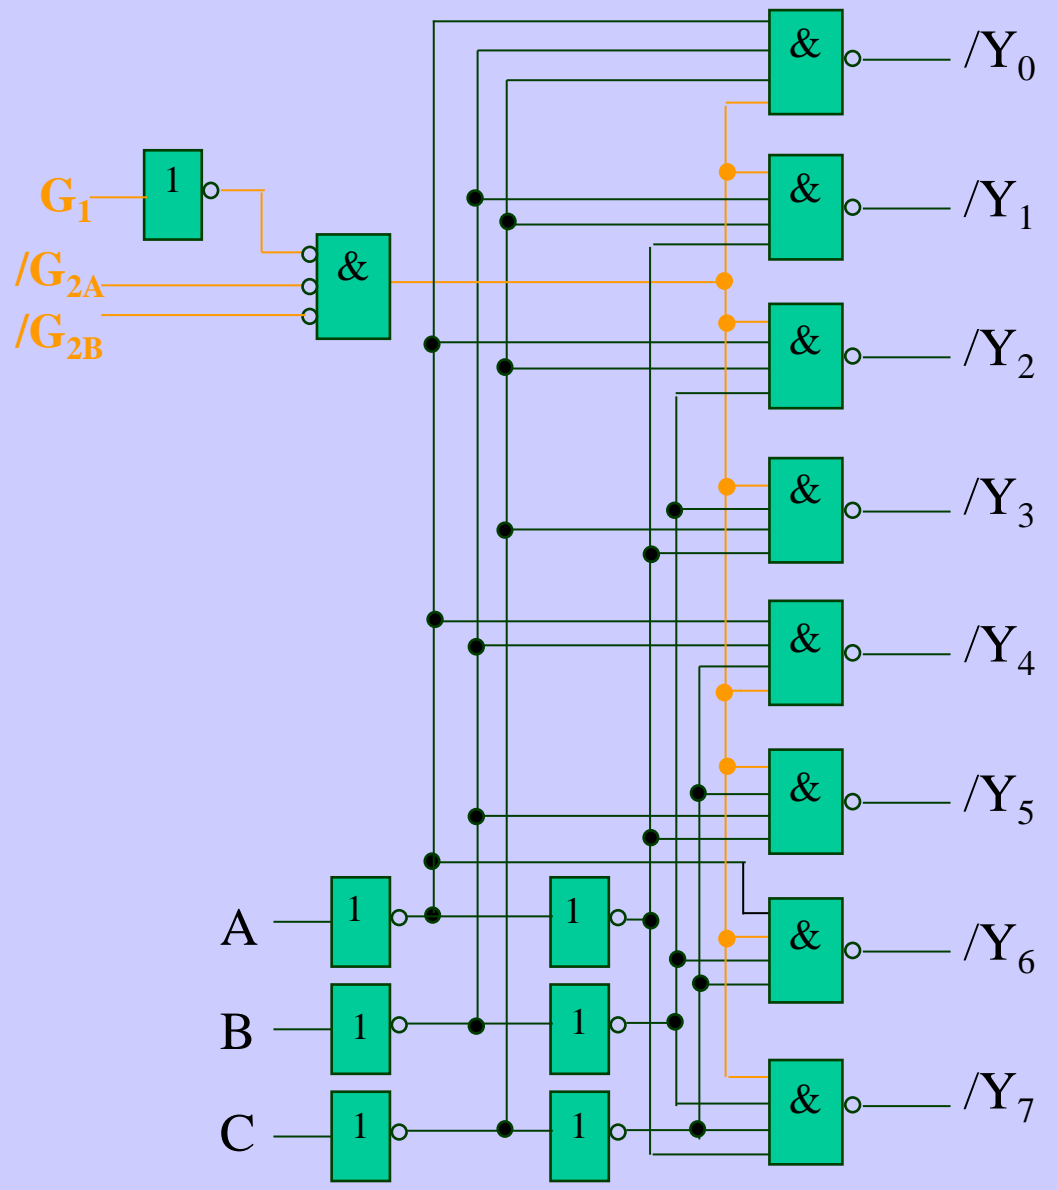 & /Y0
G1 1 & /Y1
/G2A &
/G2B & /Y2
& /Y3
& /Y4
& /Y5
A 1 1 & /Y6
B 1 1
C 1 1 & /Y7